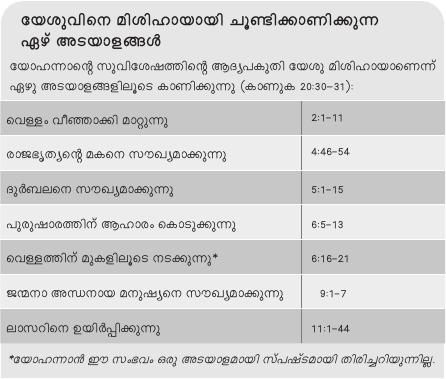 യേശുവിനെ മിശിഹായായി ചൂണ്ടിക്കാണിക്കുന്ന
ഏഴ് അടയാളങ്ങൾ
യോഹന്നാന്റെ സുവിശേഷത്തിന്റെ ആദ്യപകുതി യേശു മിശിഹായാണെന്ന്
ഏഴു അടയാളങ്ങളിലൂടെ കാണിക്കുന്നു (കാണുക 20:30–31):
വെള്ളം വീഞ്ഞാക്കി മാറ്റുന്നു 2:1–11
രാജഭൃത്യന്റെ മകനെ സൗഖ്യമാക്കുന്നു 4:46–54
ദുർബലനെ സൗഖ്യമാക്കുന്നു 5:1–15
പുരുഷാരത്തിന് ആഹാരം കൊടുക്കുന്നു 6:5–13
വെള്ളത്തിന് മുകളിലൂടെ നടക്കുന്നു* 6:16–21
ജന്മനാ അന്ധനായ മനുഷ്യനെ സൗഖ്യമാക്കുന്നു 9:1–7
ലാസറിനെ ഉയിർപ്പിക്കുന്നു 11:1–44
*യോഹന്നാൻ ഈ സംഭവം ഒരു അടയാളമായി സ്പഷ്ടമായി തിരിച്ചറിയുന്നില്ല.